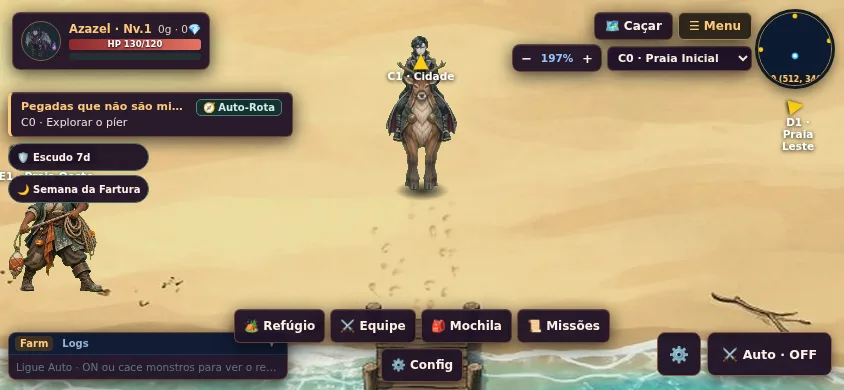 Azazel · Nv.1 0g · 0💎
HP 130/120
🗺️ Caçar
☰ Menu
− 197% +
C0 · Praia Inicial
C1 · Cidade
D1 ·
Praia
Leste
Pegadas que não são mi...
🧭 Auto-Rota
C0 · Explorar o píer
🛡️ Escudo 7d
🌙 Semana da Fartura
🏕️ Refúgio
⚔️ Equipe
🎒 Mochila
📜 Missões
Farm Logs
Ligue Auto · ON ou cace monstros para ver o re...
⚙️ Config
⚔️ Auto · OFF